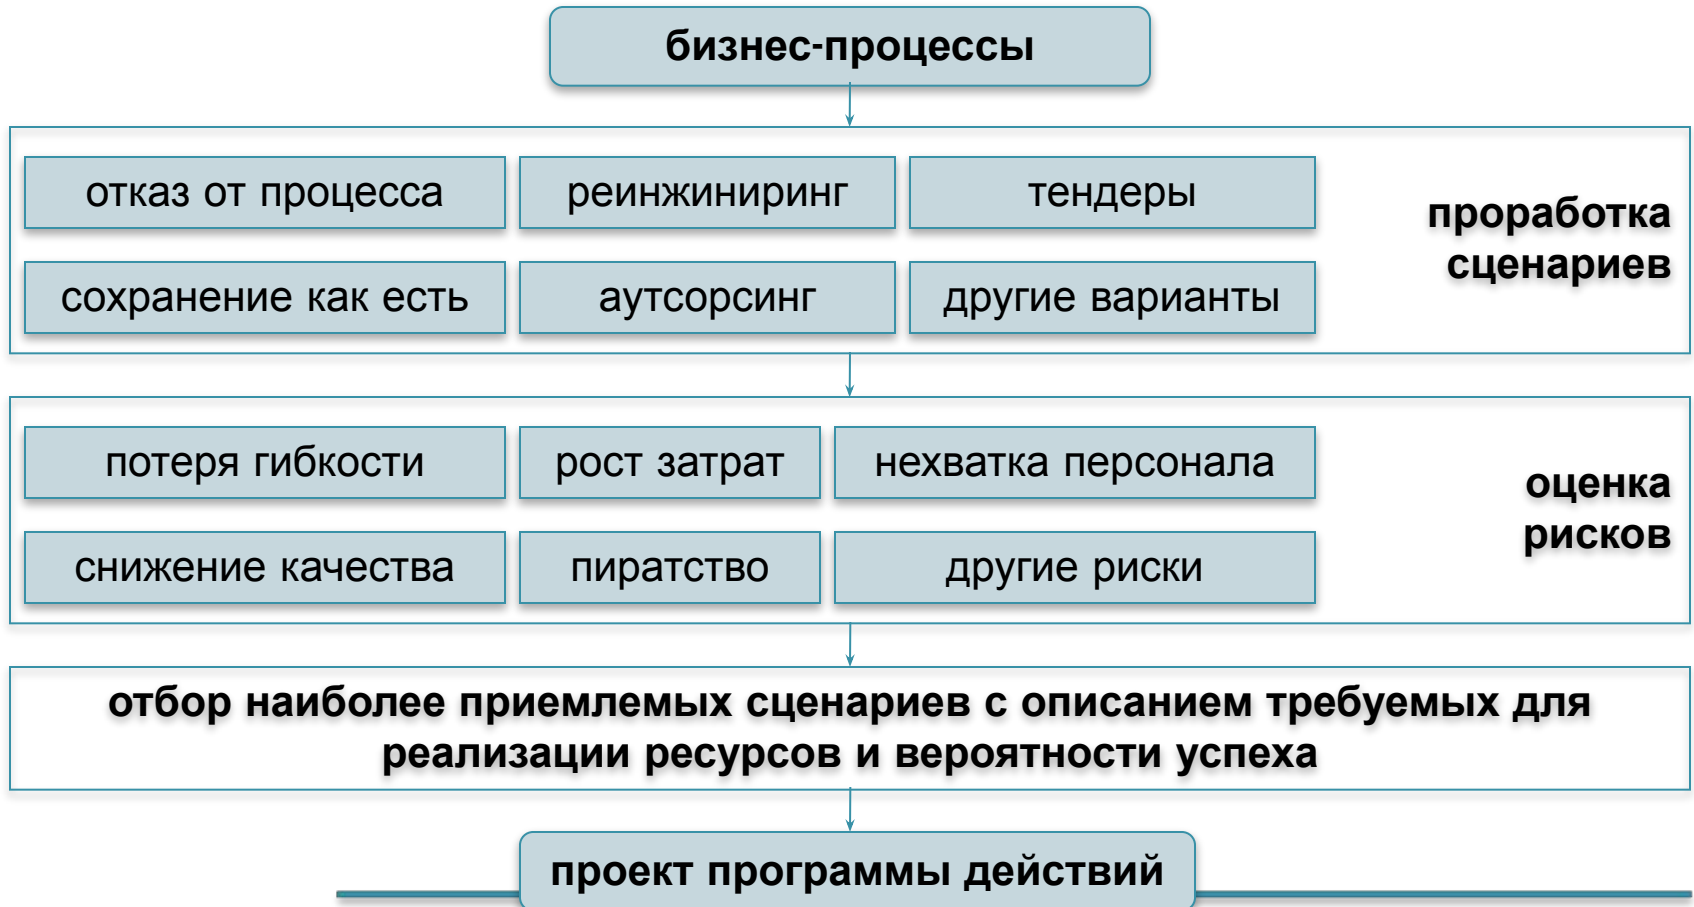 бизнес-процессы
отказ от процесса
реинжиниринг
тендеры
сохранение как есть
аутсорсинг
другие варианты
проработка
сценариев
потеря гибкости
рост затрат
нехватка персонала
снижение качества
пиратство
другие риски
оценка
рисков
отбор наиболее приемлемых сценариев с описанием требуемых для
реализации ресурсов и вероятности успеха
проект программы действий